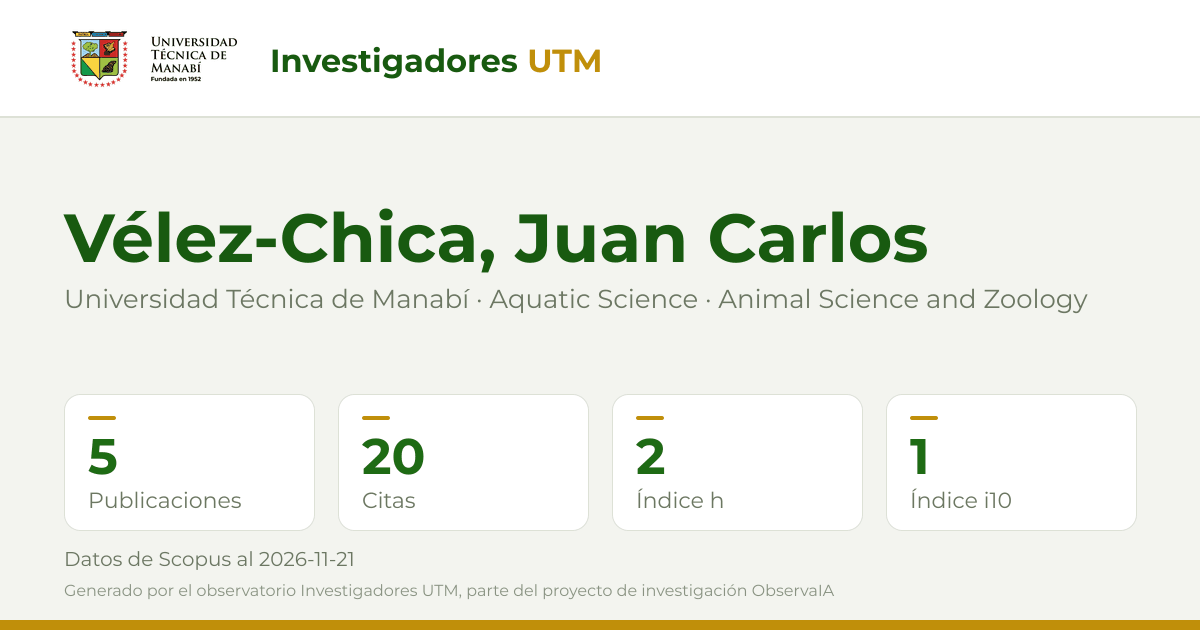 UNIVERSIDAD
TÉCNICA DE
MANABÍ
Fundada en 1952
Investigadores UTM
Vélez-Chica, Juan Carlos
Universidad Técnica de Manabí · Aquatic Science · Animal Science and Zoology
5
Publicaciones
20
Citas
2
Índice h
1
Índice i10
Datos de Scopus al 2026-11-21
Generado por el observatorio Investigadores UTM, parte del proyecto de investigación ObservaIA